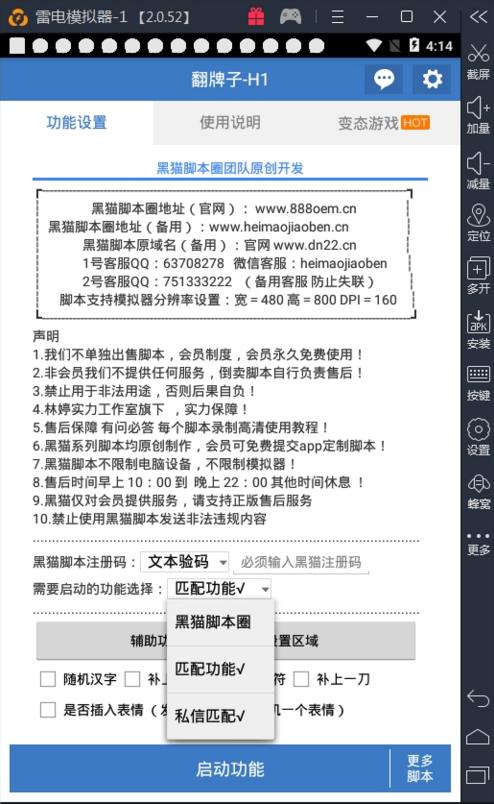 雷电模拟器-1 【2.0.52】
4:14
翻牌子-H1
功能设置
使用说明
变态游戏 HOT
黑猫脚本圈团队原创开发
黑猫脚本圈地址（官网）：www.888oem.cn
黑猫脚本圈地址（备用）：www.heimaojiaoben.cn
黑猫脚本原域名（备用）：官网 www.dn22.cn
1号客服QQ：63708278 微信客服：heimaojiaoben
2号客服QQ：751333222 （备用客服 防止失联）
脚本支持模拟器分辨率设置：宽＝480 高＝800 DPI＝160
声明
1.我们不单独出售脚本，会员制度，会员永久免费使用！
2.非会员我们不提供任何服务，倒卖脚本自行负责售后！
3.禁止用于非法用途，否则后果自负！
4.林婷实力工作室旗下 ，实力保障！
5.售后保障 有问必答 每个脚本录制高清使用教程！
6.黑猫系列脚本均原创制作，会员可免费提交app定制脚本！
7.黑猫脚本不限制电脑设备，不限制模拟器！
8.售后时间早上 10：00 到 晚上 22：00 其他时间休息 ！
9.黑猫仅对会员提供服务，请支持正版售后服务
10.禁止使用黑猫脚本发送非法违规内容
黑猫脚本注册码：
文本验码
必须输入黑猫注册码
需要启动的功能选择：
匹配功能√
黑猫脚本圈
匹配功能√
私信匹配√
辅助功
置区域
随机汉字
补上
符
补上一刀
是否插入表情（发
机一个表情）
启动功能
更多
脚本
截屏
加量
减量
定位
多开
APK
安装
按键
设置
蜂窝
更多